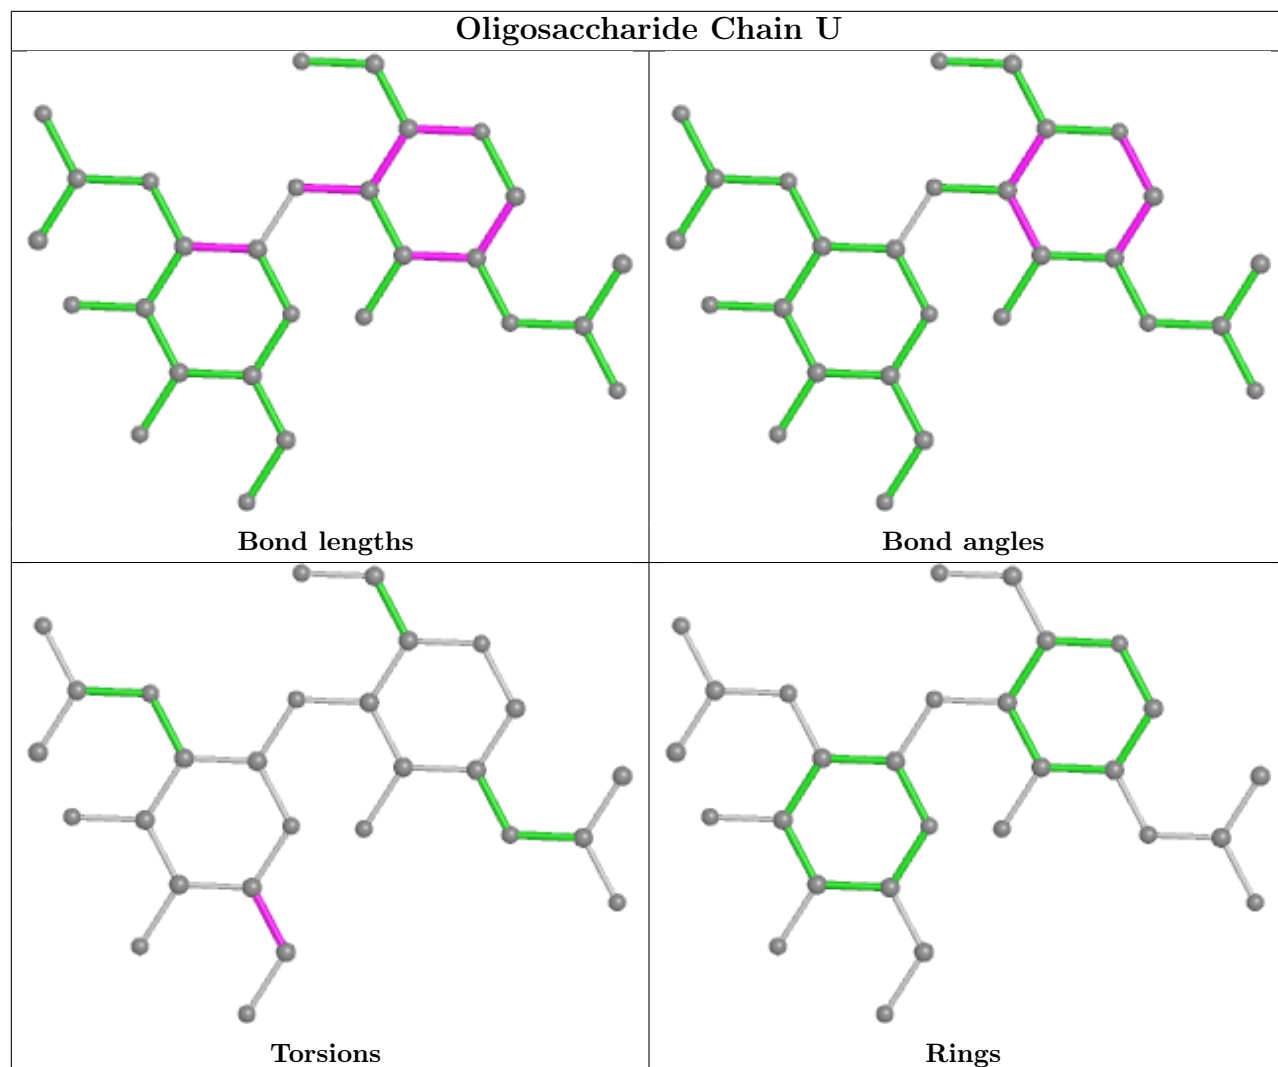 Oligosaccharide Chain U
Bond lengths
Bond angles
Torsions
Rings